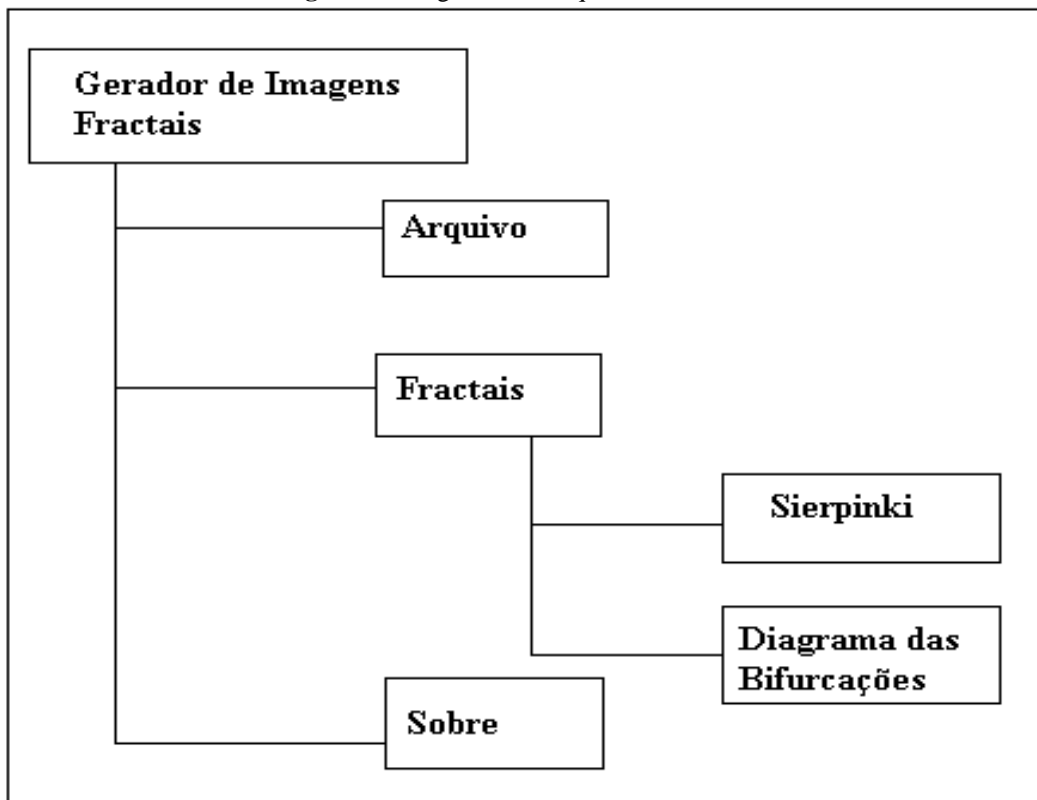 Gerador de Imagens
Fractais
Arquivo
Fractais
Sierpinki
Diagrama das
Bifurcações
Sobre